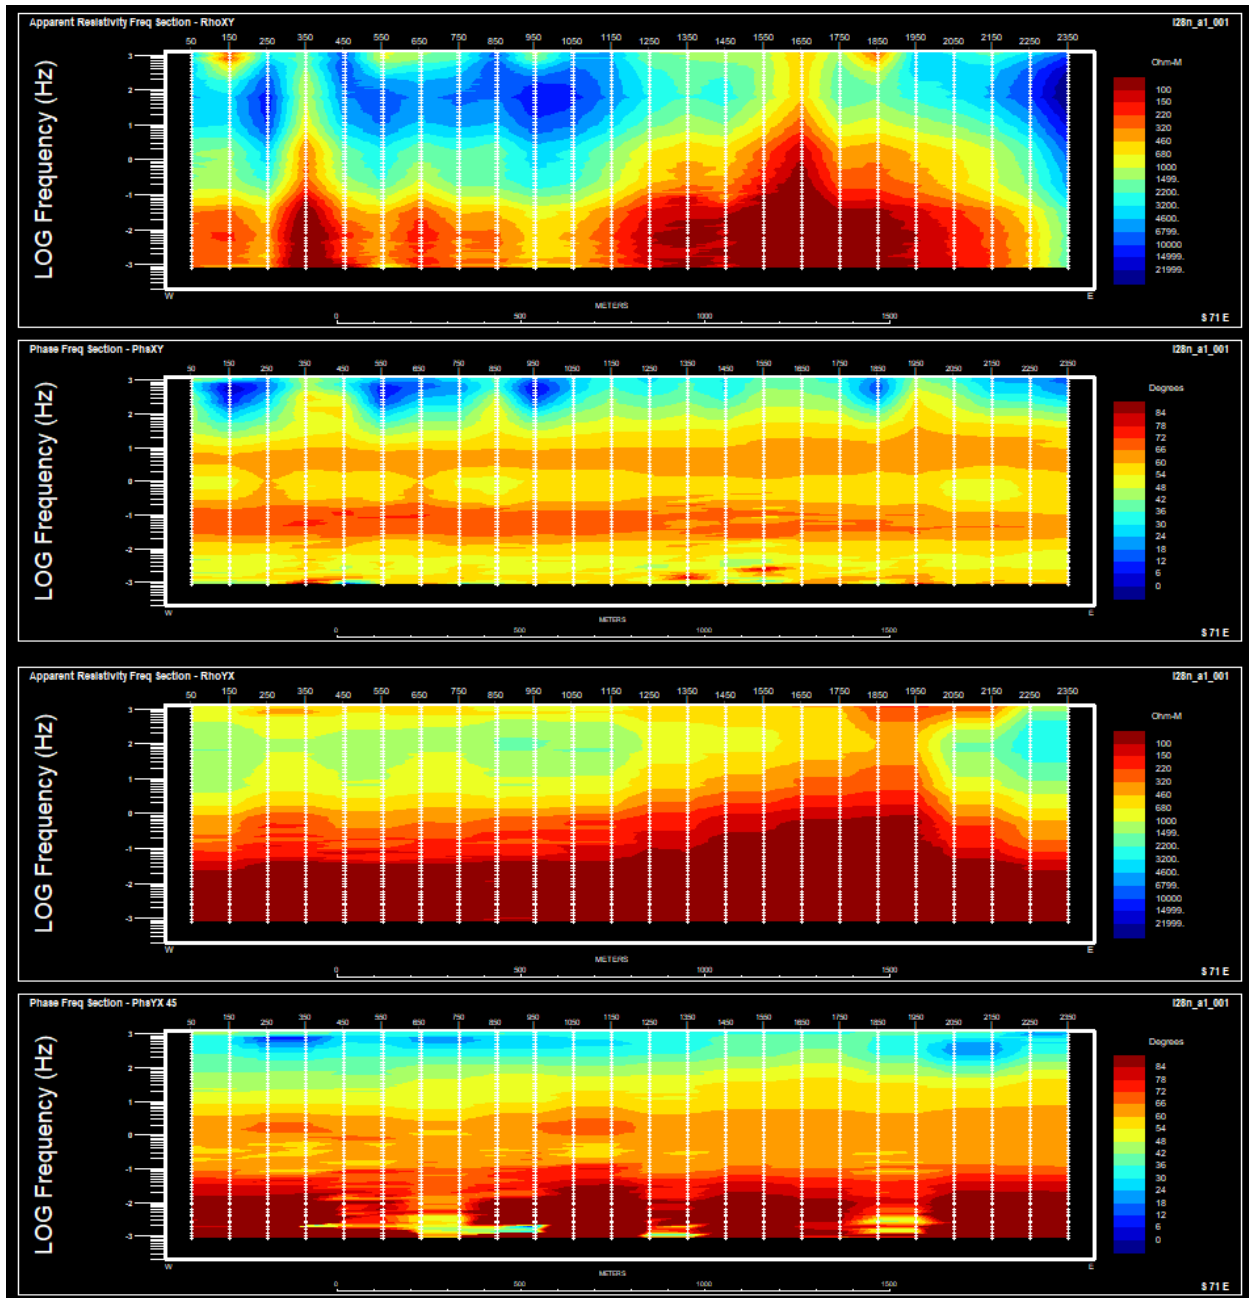 Apparent Resistivity Freq Section - RhoXY l28n_a1_001
50 150 250 350 450 550 650 750 850 950 1050 1150 1250 1350 1450 1550 1650 1750 1850 1950 2050 2150 2250 2350
LOG Frequency (Hz)
3
2
1
0
-1
-2
-3
Ohm-M
100
150
220
320
460
680
1000
1499.
2200.
3200.
4600.
6799.
10000
14999.
21999.
W E
METERS
0 500 1000 1500
S 71 E
Phase Freq Section - PhsXY l28n_a1_001
50 150 250 350 450 550 650 750 850 950 1050 1150 1250 1350 1450 1550 1650 1750 1850 1950 2050 2150 2250 2350
LOG Frequency (Hz)
3
2
1
0
-1
-2
-3
Degrees
84
78
72
66
60
54
48
42
36
30
24
18
12
6
0
W E
METERS
0 500 1000 1500
S 71 E
Apparent Resistivity Freq Section - RhoYX l28n_a1_001
50 150 250 350 450 550 650 750 850 950 1050 1150 1250 1350 1450 1550 1650 1750 1850 1950 2050 2150 2250 2350
LOG Frequency (Hz)
3
2
1
0
-1
-2
-3
Ohm-M
100
150
220
320
460
680
1000
1499.
2200.
3200.
4600.
6799.
10000
14999.
21999.
W E
METERS
0 500 1000 1500
S 71 E
Phase Freq Section - PhsYX 45 l28n_a1_001
50 150 250 350 450 550 650 750 850 950 1050 1150 1250 1350 1450 1550 1650 1750 1850 1950 2050 2150 2250 2350
LOG Frequency (Hz)
3
2
1
0
-1
-2
-3
Degrees
84
78
72
66
60
54
48
42
36
30
24
18
12
6
0
W E
METERS
0 500 1000 1500
S 71 E